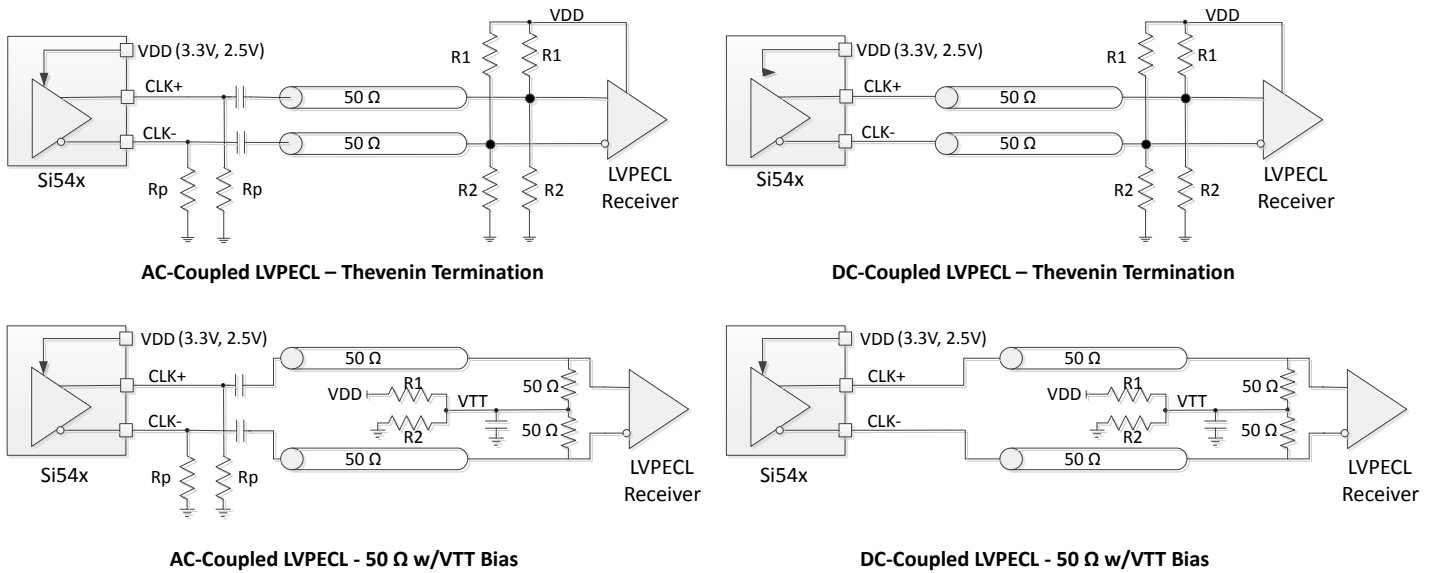 VDD
R1
R1
VDD (3.3V, 2.5V)
CLK+
50 Ω
CLK-
50 Ω
Si54x
Rp
Rp
R2
R2
LVPECL
Receiver
AC-Coupled LVPECL – Thevenin Termination
VDD
R1
R1
VDD (3.3V, 2.5V)
CLK+
50 Ω
CLK-
50 Ω
Si54x
R2
R2
LVPECL
Receiver
DC-Coupled LVPECL – Thevenin Termination
VDD (3.3V, 2.5V)
50 Ω
CLK+
R1
VDD
VTT
50 Ω
CLK-
R2
50 Ω
50 Ω
Si54x
Rp
Rp
LVPECL
Receiver
AC-Coupled LVPECL - 50 Ω w/VTT Bias
VDD (3.3V, 2.5V)
50 Ω
CLK+
R1
VDD
VTT
50 Ω
CLK-
R2
50 Ω
50 Ω
Si54x
LVPECL
Receiver
DC-Coupled LVPECL - 50 Ω w/VTT Bias